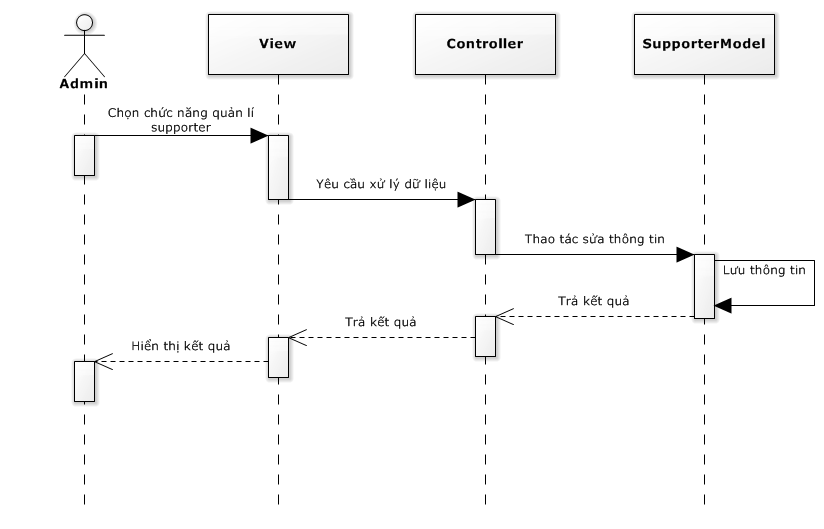 View
Controller
SupporterModel
Admin
Chọn chức năng quản lí
supporter
Yêu cầu xử lý dữ liệu
Thao tác sửa thông tin
Lưu thông tin
Trả kết quả
Trả kết quả
Hiển thị kết quả